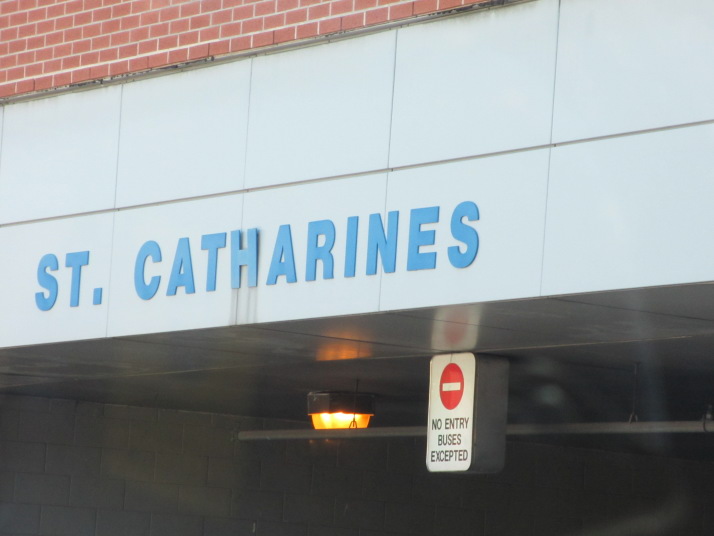 ST. CATHARINES
NO ENTRY
BUSES
EXCEPTED